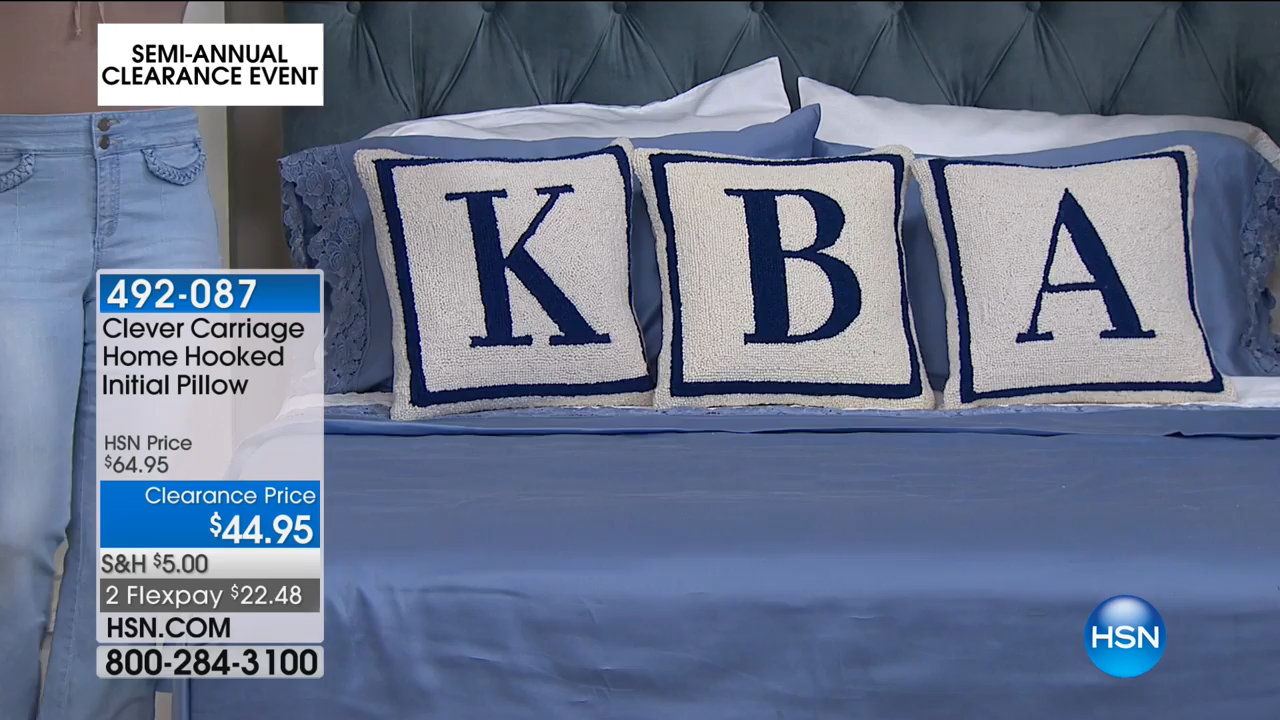 SEMI-ANNUAL
CLEARANCE EVENT
492-087
Clever Carriage
Home Hooked
Initial Pillow
HSN Price
$64.95
Clearance Price
$44.95
S&H $5.00
2 Flexpay $22.48
HSN.COM
800-284-3100
K B A
HSN